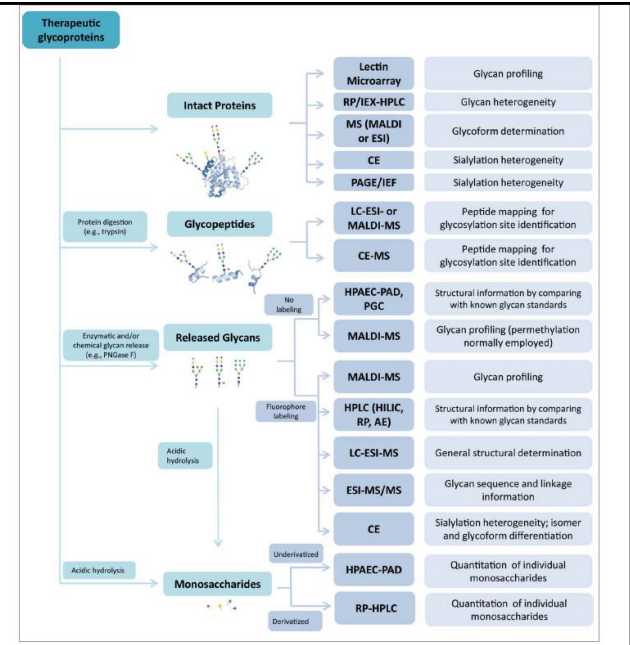 Therapeutic
glycoproteins
Intact Proteins
Lectin
Microarray
Glycan profiling
RP/IEX-HPLC
Glycan heterogeneity
MS (MALDI
or ESI)
Glycoform determination
CE
Sialylation heterogeneity
PAGE/IEF
Sialylation heterogeneity
Protein digestion
(e.g., trypsin)
Glycopeptides
LC-ESI- or
MALDI-MS
Peptide mapping for
glycosylation site identification
CE-MS
Peptide mapping for
glycosylation site identification
Enzymatic and/or
chemical glycan release
(e.g., PNGase F)
Released Glycans
No
labeling
HPAEC-PAD,
PGC
Structural information by comparing
with known glycan standards
MALDI-MS
Glycan profiling (permethylation
normally employed)
Fluorophore
labeling
MALDI-MS
Glycan profiling
HPLC (HILIC,
RP, AE)
Structural information by comparing
with known glycan standards
LC-ESI-MS
General structural determination
ESI-MS/MS
Glycan sequence and linkage
information
CE
Sialylation heterogeneity; isomer
and glycoform differentiation
Acidic
hydrolysis
Acidic hydrolysis
Monosaccharides
Underivatized
HPAEC-PAD
Quantitation of individual
monosaccharides
Derivatized
RP-HPLC
Quantitation of individual
monosaccharides